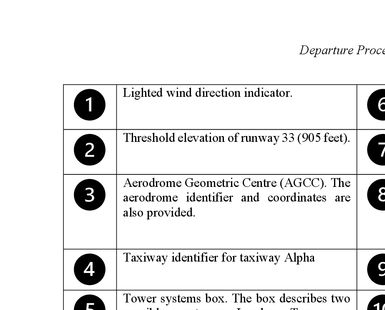 Departure Proce
1 Lighted wind direction indicator.
6
2 Threshold elevation of runway 33 (905 feet).
7
3 Aerodrome Geometric Centre (AGCC). The
aerodrome identifier and coordinates are
also provided.
8
4 Taxiway identifier for taxiway Alpha
9
5 Tower systems box. The box describes two
10